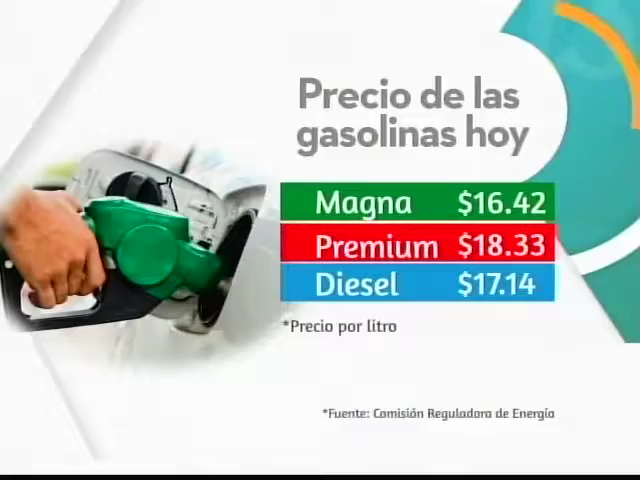 Precio de las
gasolinas hoy
Magna $16.42
Premium $18.33
Diesel $17.14
*Precio por litro
*Fuente: Comisión Reguladora de Energía